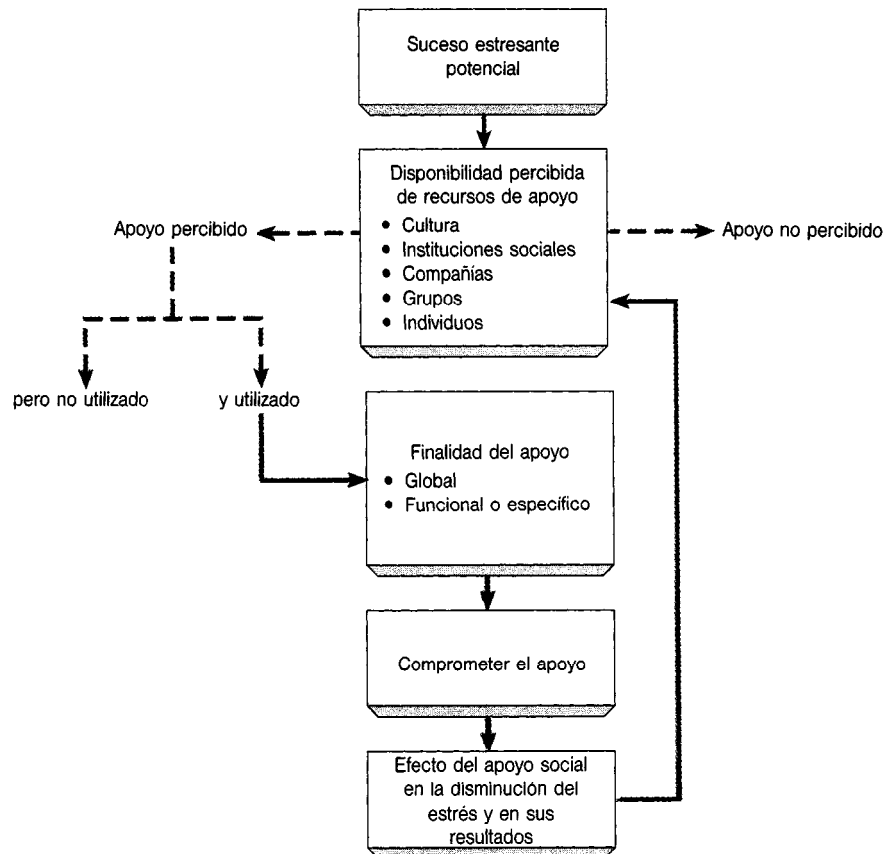 Suceso estresante
potencial
Disponibilidad percibida
de recursos de apoyo
• Cultura
• Instituciones sociales
• Compañías
• Grupos
• Individuos
Apoyo percibido
Apoyo no percibido
pero no utilizado
y utilizado
Finalidad del apoyo
• Global
• Funcional o específico
Comprometer el apoyo
Efecto del apoyo social
en la disminución del
estrés y en sus
resultados